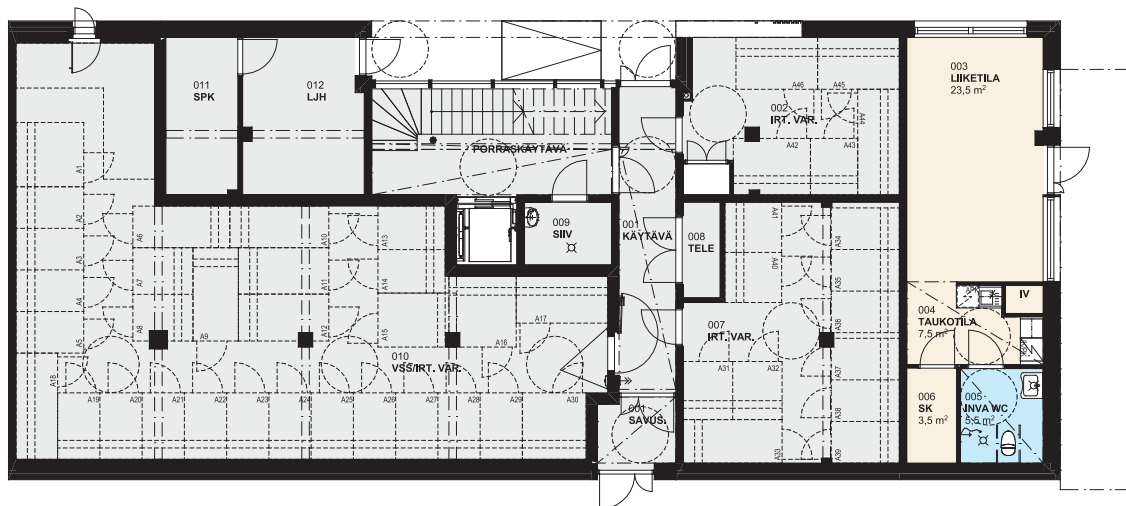 011
SPK
012
LJH
PORRASKÄYTÄVÄ
002
IRT. VAR.
A46
A45
A44
A42
A43
003
LIIKETILA
23,5 m²
009
SIIV
001
KÄYTÄVÄ
008
TELE
A1
A2
A3
A4
A5
A6
A7
A8
A9
A10
A11
A12
A13
A14
A15
A16
A17
A18
A19
A20
A21
A22
A23
A24
A25
A26
A27
A28
A29
A30
010
VSS/IRT. VAR.
007
IRT. VAR.
A41
A40
A34
A35
A36
A37
A38
A39
A31
A32
A33
001
SAVUS.
004
TAUKOTILA
7,5 m²
IV
006
SK
3,5 m²
005
INVA WC
5,5 m²